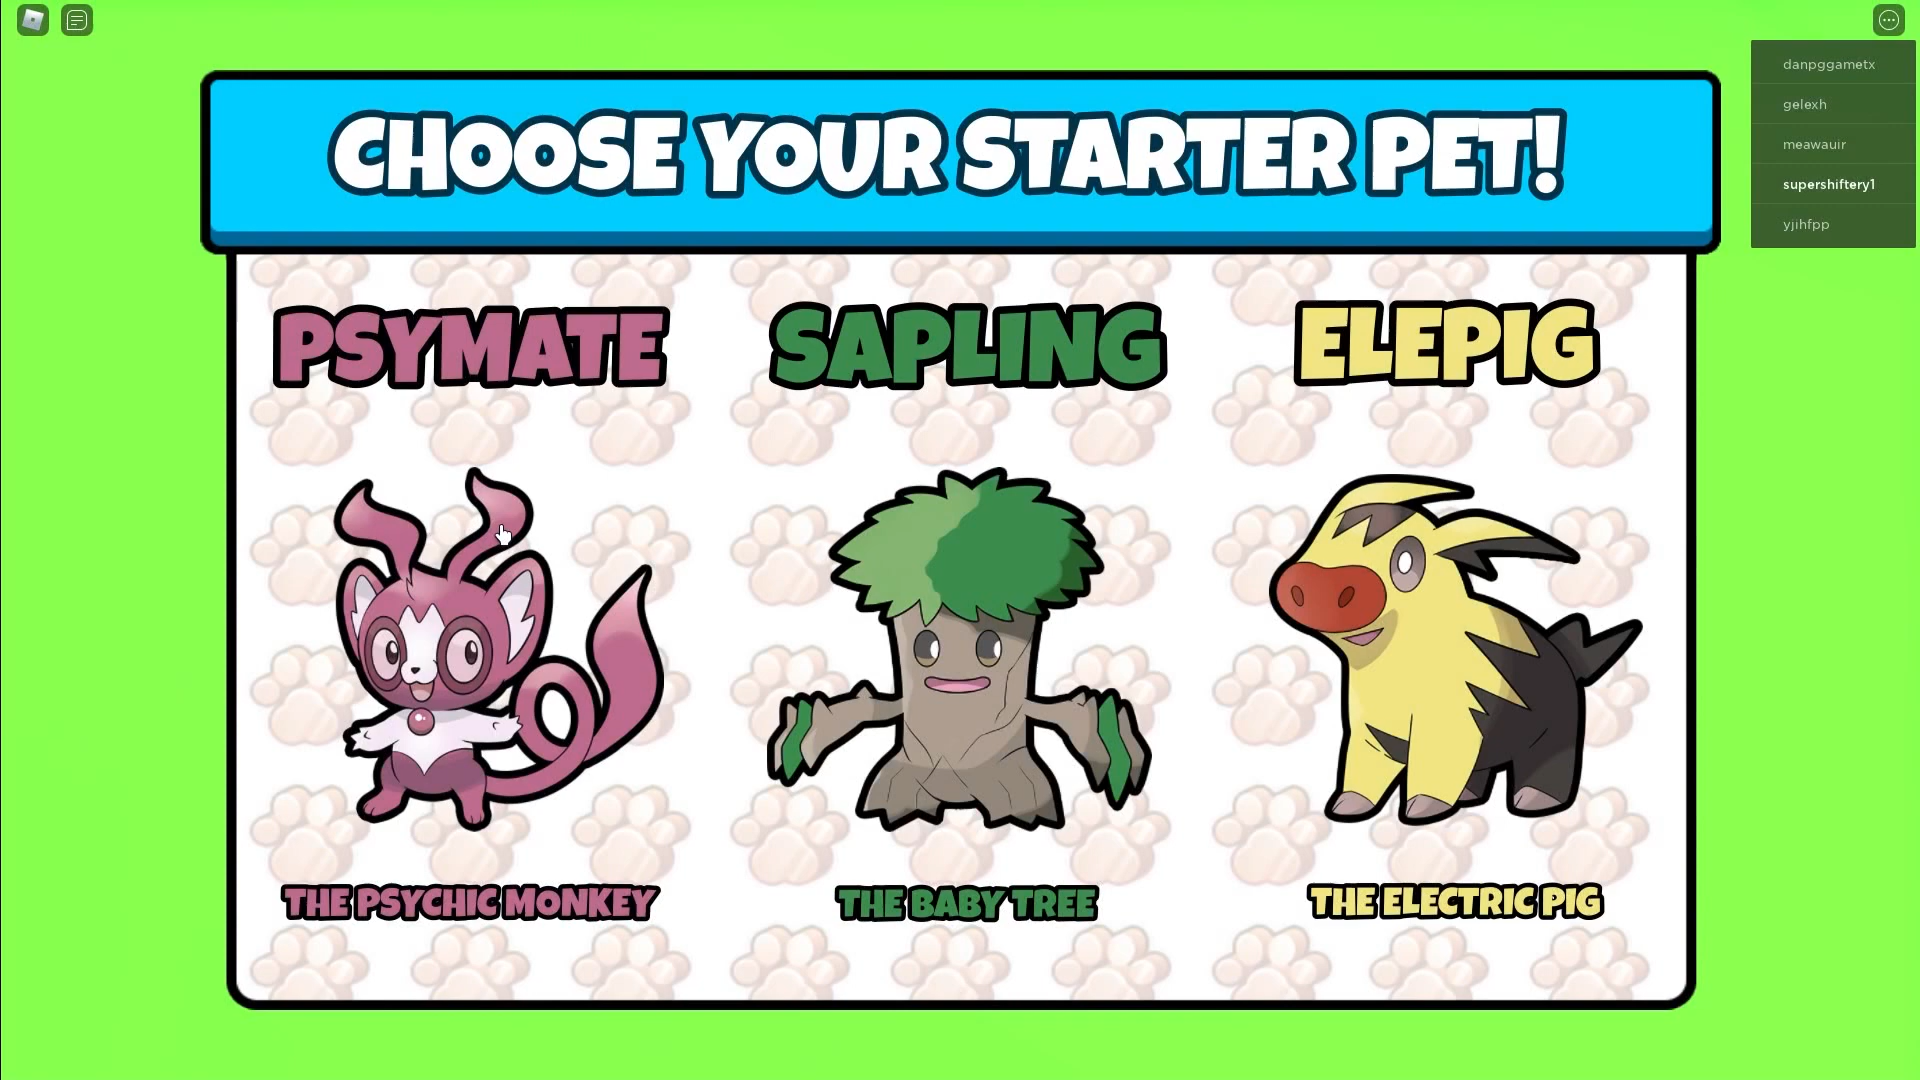 danpggametx
gelexh
meawauir
supershiftery1
yjihfpp
CHOOSE YOUR STARTER PET!
PSYMATE
SAPLING
ELEPIG
THE PSYCHIC MONKEY
THE BABY TREE
THE ELECTRIC PIG